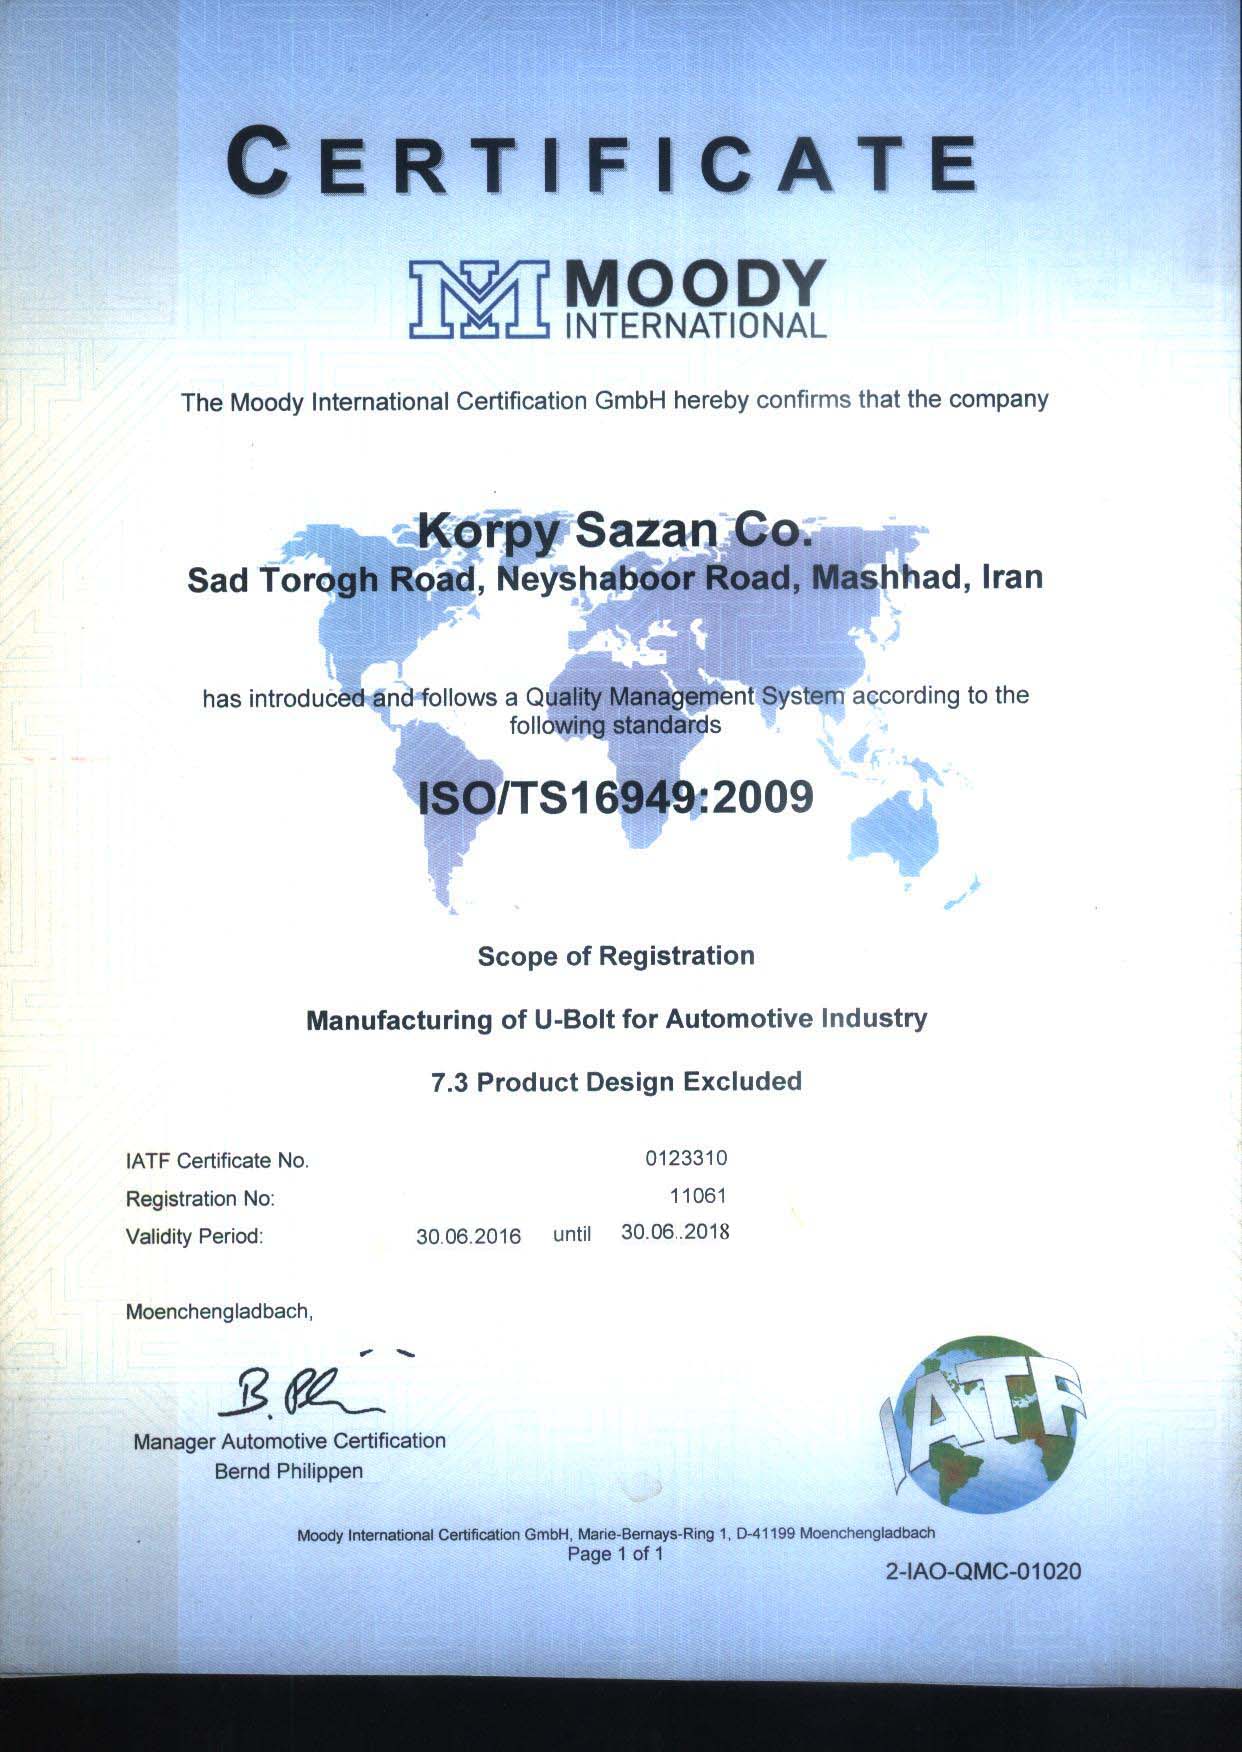 CERTIFICATE
MOODY
INTERNATIONAL
The Moody International Certification GmbH hereby confirms that the company
Korpy Sazan Co.
Sad Torogh Road, Neyshaboor Road, Mashhad, Iran
has introduced and follows a Quality Management System according to the
following standards
ISO/TS16949:2009
Scope of Registration
Manufacturing of U-Bolt for Automotive Industry
7.3 Product Design Excluded
IATF Certificate No. 0123310
Registration No: 11061
Validity Period: 30.06.2016 until 30.06..2018
Moenchengladbach,
Manager Automotive Certification
Bernd Philippen
IATF
Moody International Certification GmbH, Marie-Bernays-Ring 1, D-41199 Moenchengladbach
Page 1 of 1
2-IAO-QMC-01020